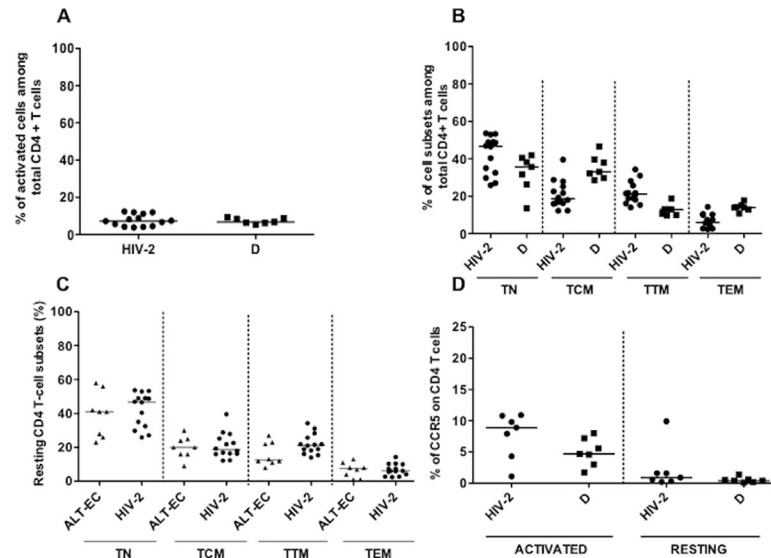 A
% of activated cells among
total CD4 + T cells
100
80
60
40
20
0
HIV-2 D
B
% of cell subsets among
total CD4+ T cells
100
80
60
40
20
0
HIV-2 D HIV-2 D HIV-2 D HIV-2 D
TN TCM TTM TEM
C
Resting CD4 T-cell subsets (%)
100
80
60
40
20
0
ALT-EC HIV-2 ALT-EC HIV-2 ALT-EC HIV-2 ALT-EC HIV-2
TN TCM TTM TEM
D
% of CCR5 on CD4 T cells
25
20
15
10
5
0
HIV-2 D HIV-2 D
ACTIVATED RESTING